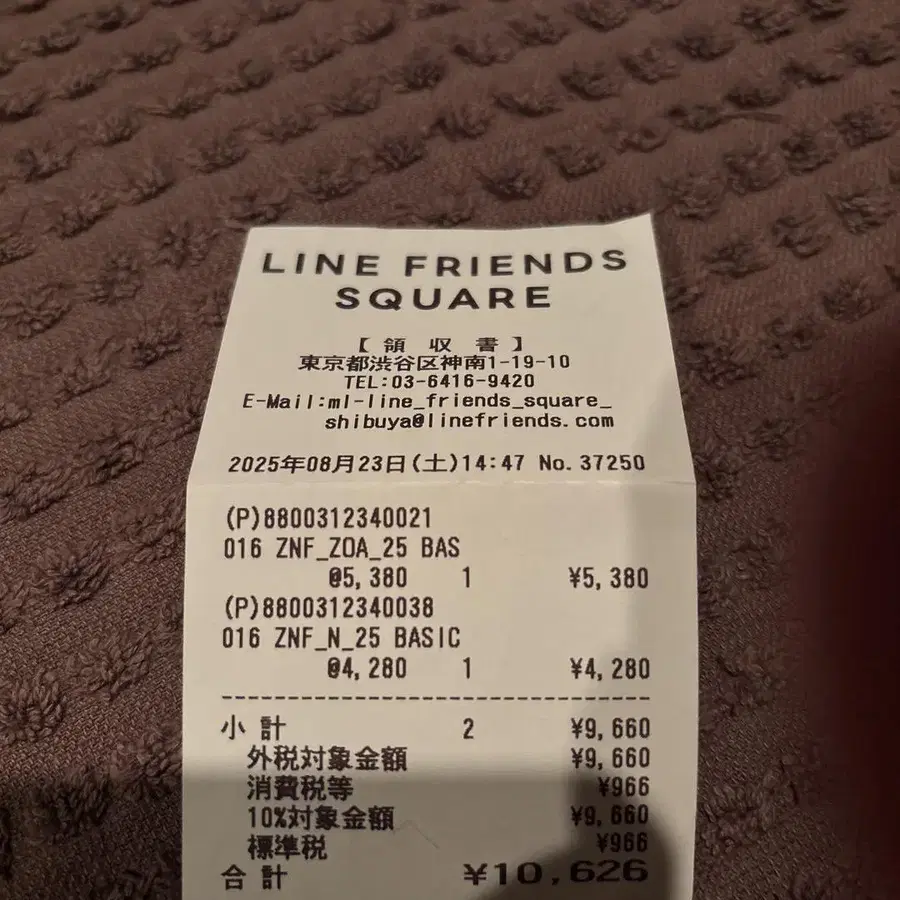 LINE FRIENDS
SQUARE
【 領 収 書 】
東京都渋谷区神南1-19-10
TEL:03-6416-9420
E-Mail:ml-line_friends_square_
shibuya@linefriends.com
2025年08月23日(土)14:47 No.37250
(P)8800312340021
016 ZNF_ZOA_25 BAS
@5,380 1 ¥5,380
(P)8800312340038
016 ZNF_N_25 BASIC
@4,280 1 ¥4,280
小 計 2 ¥9,660
外税対象金額 ¥9,660
消費税等 ¥966
10%対象金額 ¥9,660
標準税 ¥966
合 計 ¥10,626